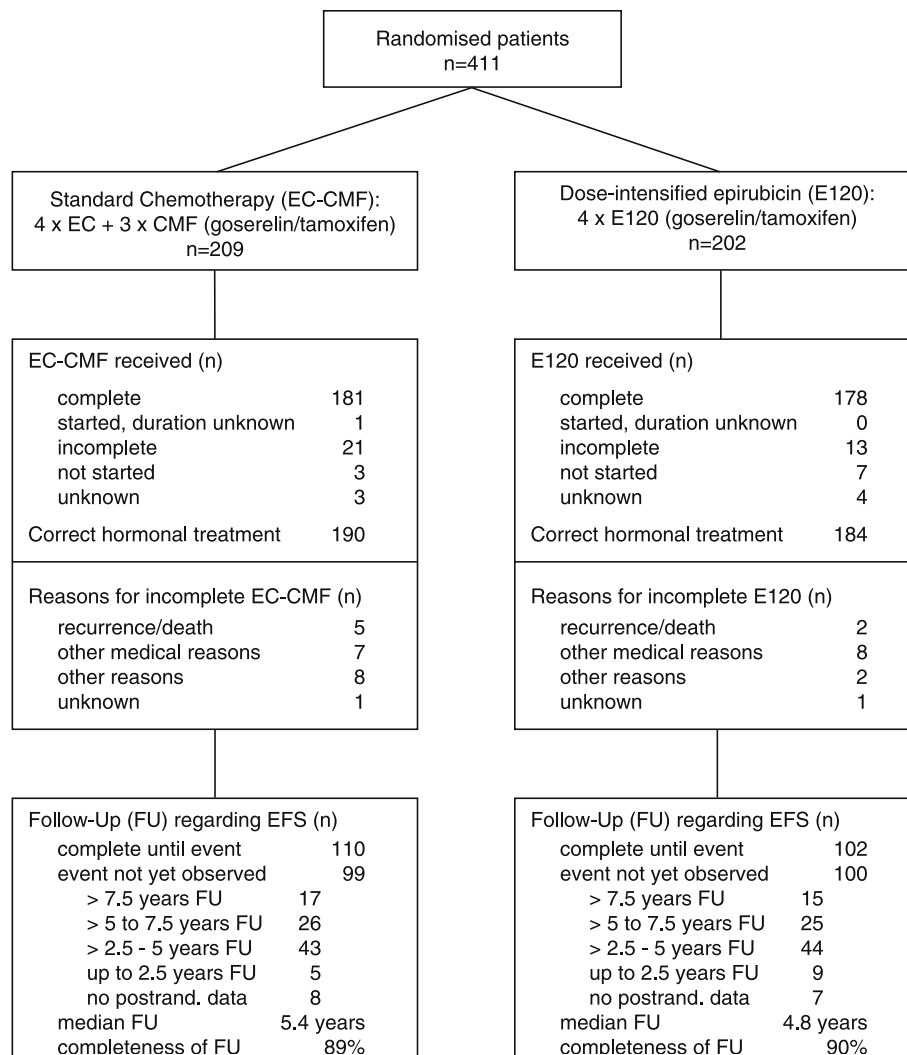 Randomised patients
n=411
Standard Chemotherapy (EC-CMF):
4 x EC + 3 x CMF (goserelin/tamoxifen)
n=209
Dose-intensified epirubicin (E120):
4 x E120 (goserelin/tamoxifen)
n=202
EC-CMF received (n)
complete 181
started, duration unknown 1
incomplete 21
not started 3
unknown 3
Correct hormonal treatment 190
E120 received (n)
complete 178
started, duration unknown 0
incomplete 13
not started 7
unknown 4
Correct hormonal treatment 184
Reasons for incomplete EC-CMF (n)
recurrence/death 5
other medical reasons 7
other reasons 8
unknown 1
Reasons for incomplete E120 (n)
recurrence/death 2
other medical reasons 8
other reasons 2
unknown 1
Follow-Up (FU) regarding EFS (n)
complete until event 110
event not yet observed 99
> 7.5 years FU 17
> 5 to 7.5 years FU 26
> 2.5 - 5 years FU 43
up to 2.5 years FU 5
no postrand. data 8
median FU 5.4 years
completeness of FU 89%
Follow-Up (FU) regarding EFS (n)
complete until event 102
event not yet observed 100
> 7.5 years FU 15
> 5 to 7.5 years FU 25
> 2.5 - 5 years FU 44
up to 2.5 years FU 9
no postrand. data 7
median FU 4.8 years
completeness of FU 90%